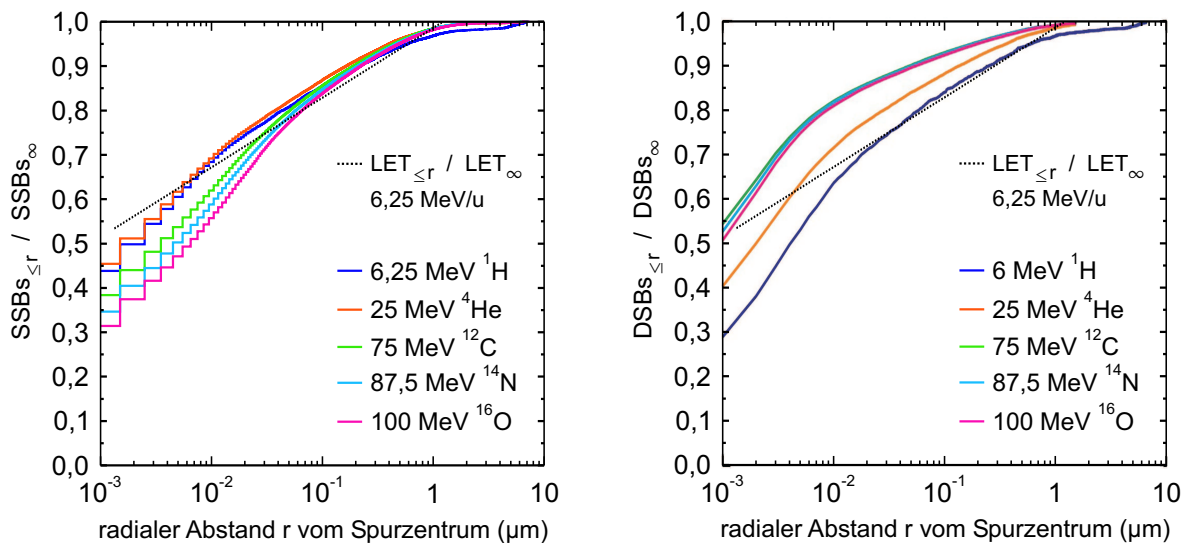 SSBs≤r / SSBs∞
1,0
0,9
0,8
0,7
0,6
0,5
0,4
0,3
0,2
0,1
0,0
LET≤r / LET∞
6,25 MeV/u
6,25 MeV ¹H
25 MeV ⁴He
75 MeV ¹²C
87,5 MeV ¹⁴N
100 MeV ¹⁶O
10⁻³ 10⁻² 10⁻¹ 1 10
radialer Abstand r vom Spurzentrum (µm)
DSBs≤r / DSBs∞
1,0
0,9
0,8
0,7
0,6
0,5
0,4
0,3
0,2
0,1
0,0
LET≤r / LET∞
6,25 MeV/u
6 MeV ¹H
25 MeV ⁴He
75 MeV ¹²C
87,5 MeV ¹⁴N
100 MeV ¹⁶O
10⁻³ 10⁻² 10⁻¹ 1 10
radialer Abstand r vom Spurzentrum (µm)